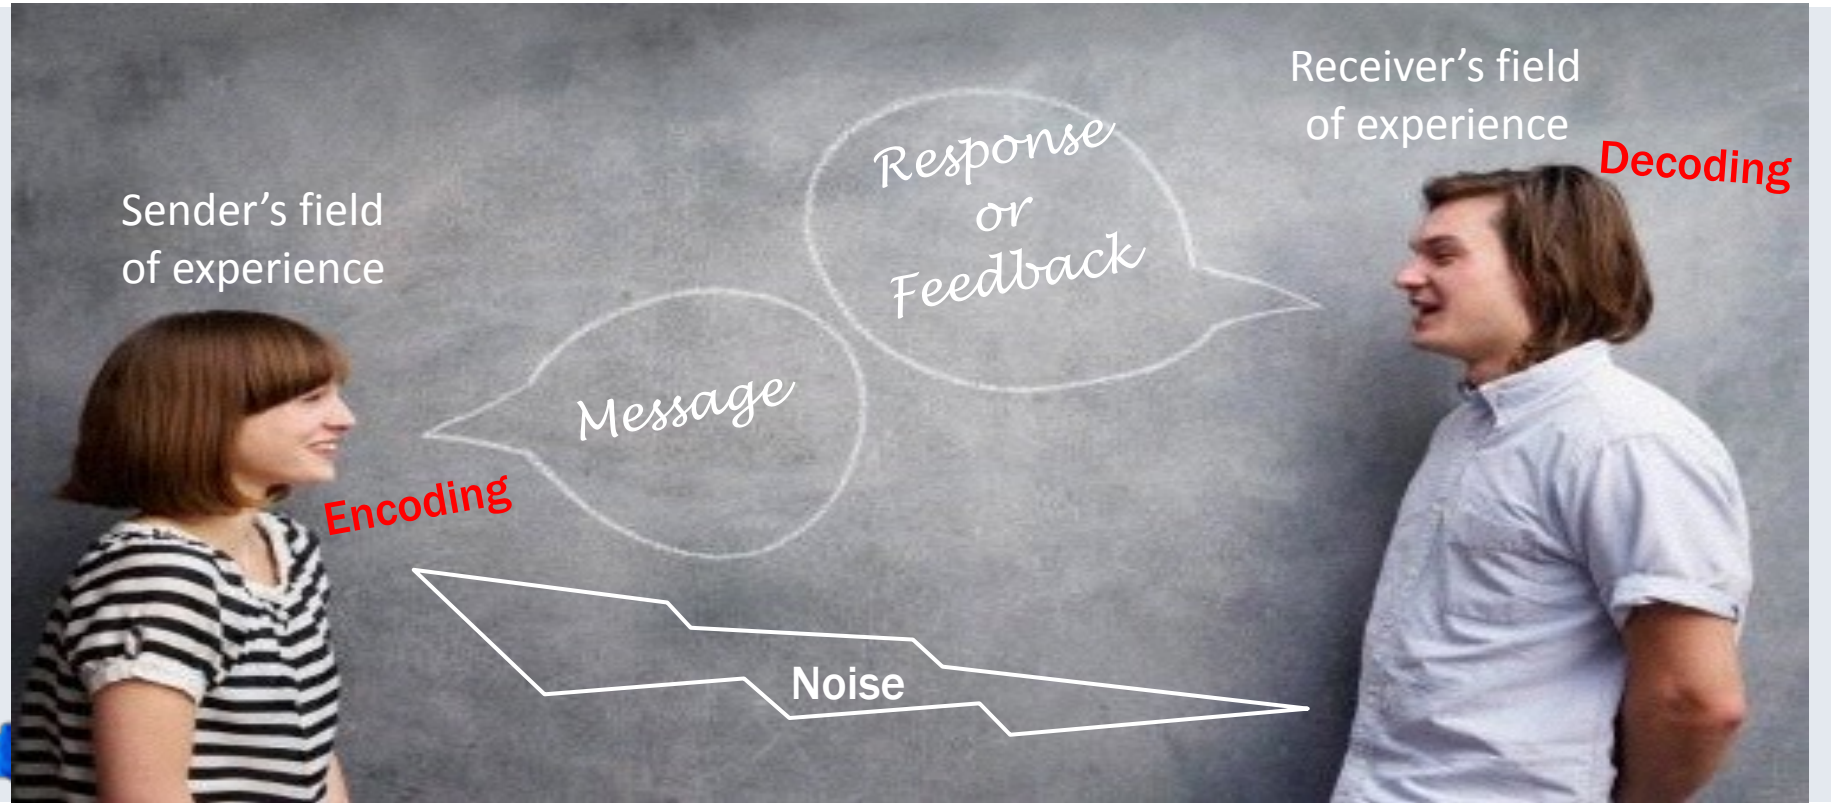 Sender’s field
of experience
Encoding
Message
Response
or
Feedback
Receiver’s field
of experience
Decoding
Noise